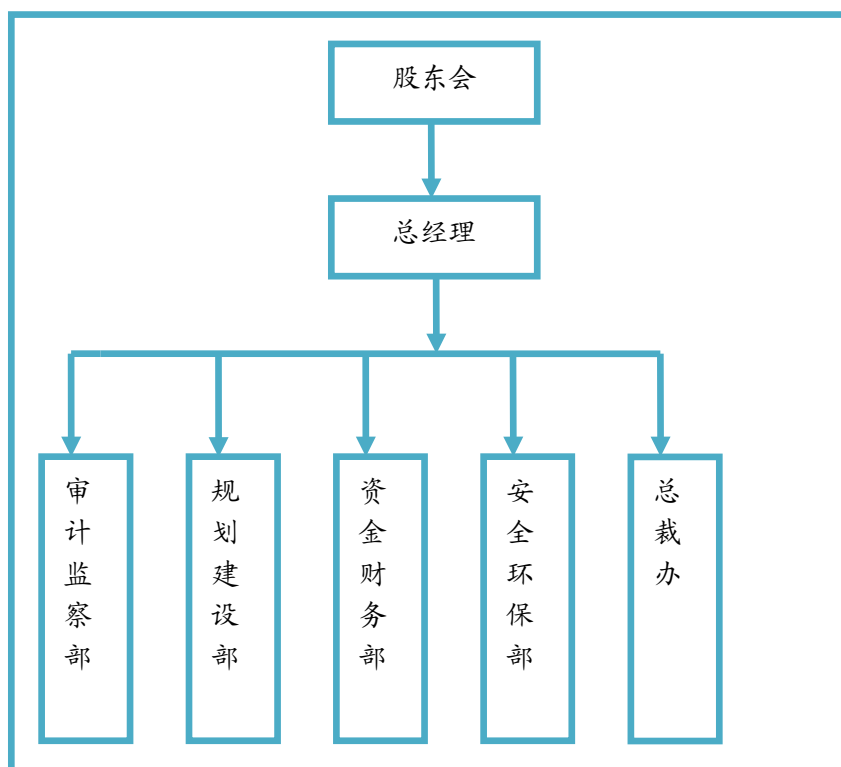 股东会
总经理
审计监察部
规划建设部
资金财务部
安全环保部
总裁办